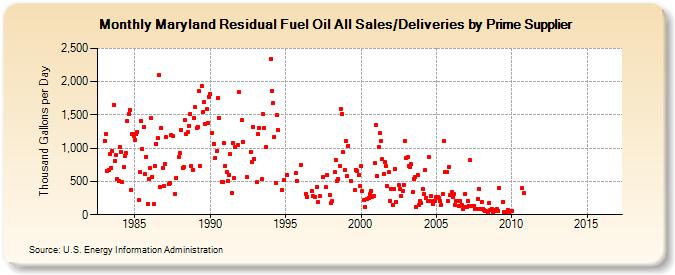 Monthly Maryland Residual Fuel Oil All Sales/Deliveries by Prime Supplier
Thousand Gallons per Day
2,500
2,000
1,500
1,000
500
0
1985 1990 1995 2000 2005 2010 2015
Source: U.S. Energy Information Administration